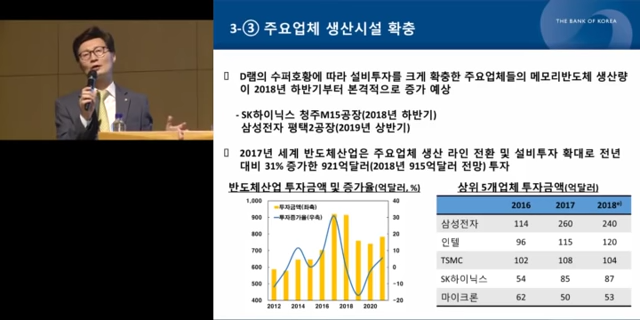 3-③ 주요업체 생산시설 확충
THE BANK OF KOREA
D램의 수퍼호황에 따라 설비투자를 크게 확충한 주요업체들의 메모리반도체 생산량
이 2018년 하반기부터 본격적으로 증가 예상
- SK하이닉스 청주M15공장(2018년 하반기)
삼성전자 평택2공장(2019년 상반기)
2017년 세계 반도체산업은 주요업체 생산 라인 전환 및 설비투자 확대로 전년
대비 31% 증가한 921억달러(2018년 915억달러 전망) 투자
반도체산업 투자금액 및 증가율(억달러, %)
1,000 40
투자금액(좌측)
900 30
투자증가율(우측)
800 20
700 10
600 0
500 -10
400 -20
2012 2014 2016 2018 2020
상위 5개업체 투자금액(억달러)
2016 2017 2018e)
삼성전자 114 260 240
인텔 96 115 120
TSMC 102 108 104
SK하이닉스 54 85 87
마이크론 62 50 53